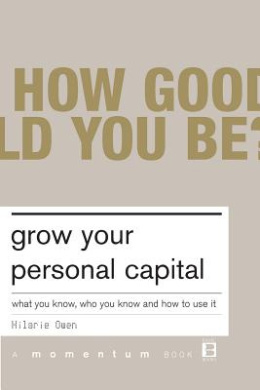 HOW GOOD
LD YOU BE?
grow your
personal capital
what you know, who you know and how to use it
Hilarie Owen
A momentum BOOK
B